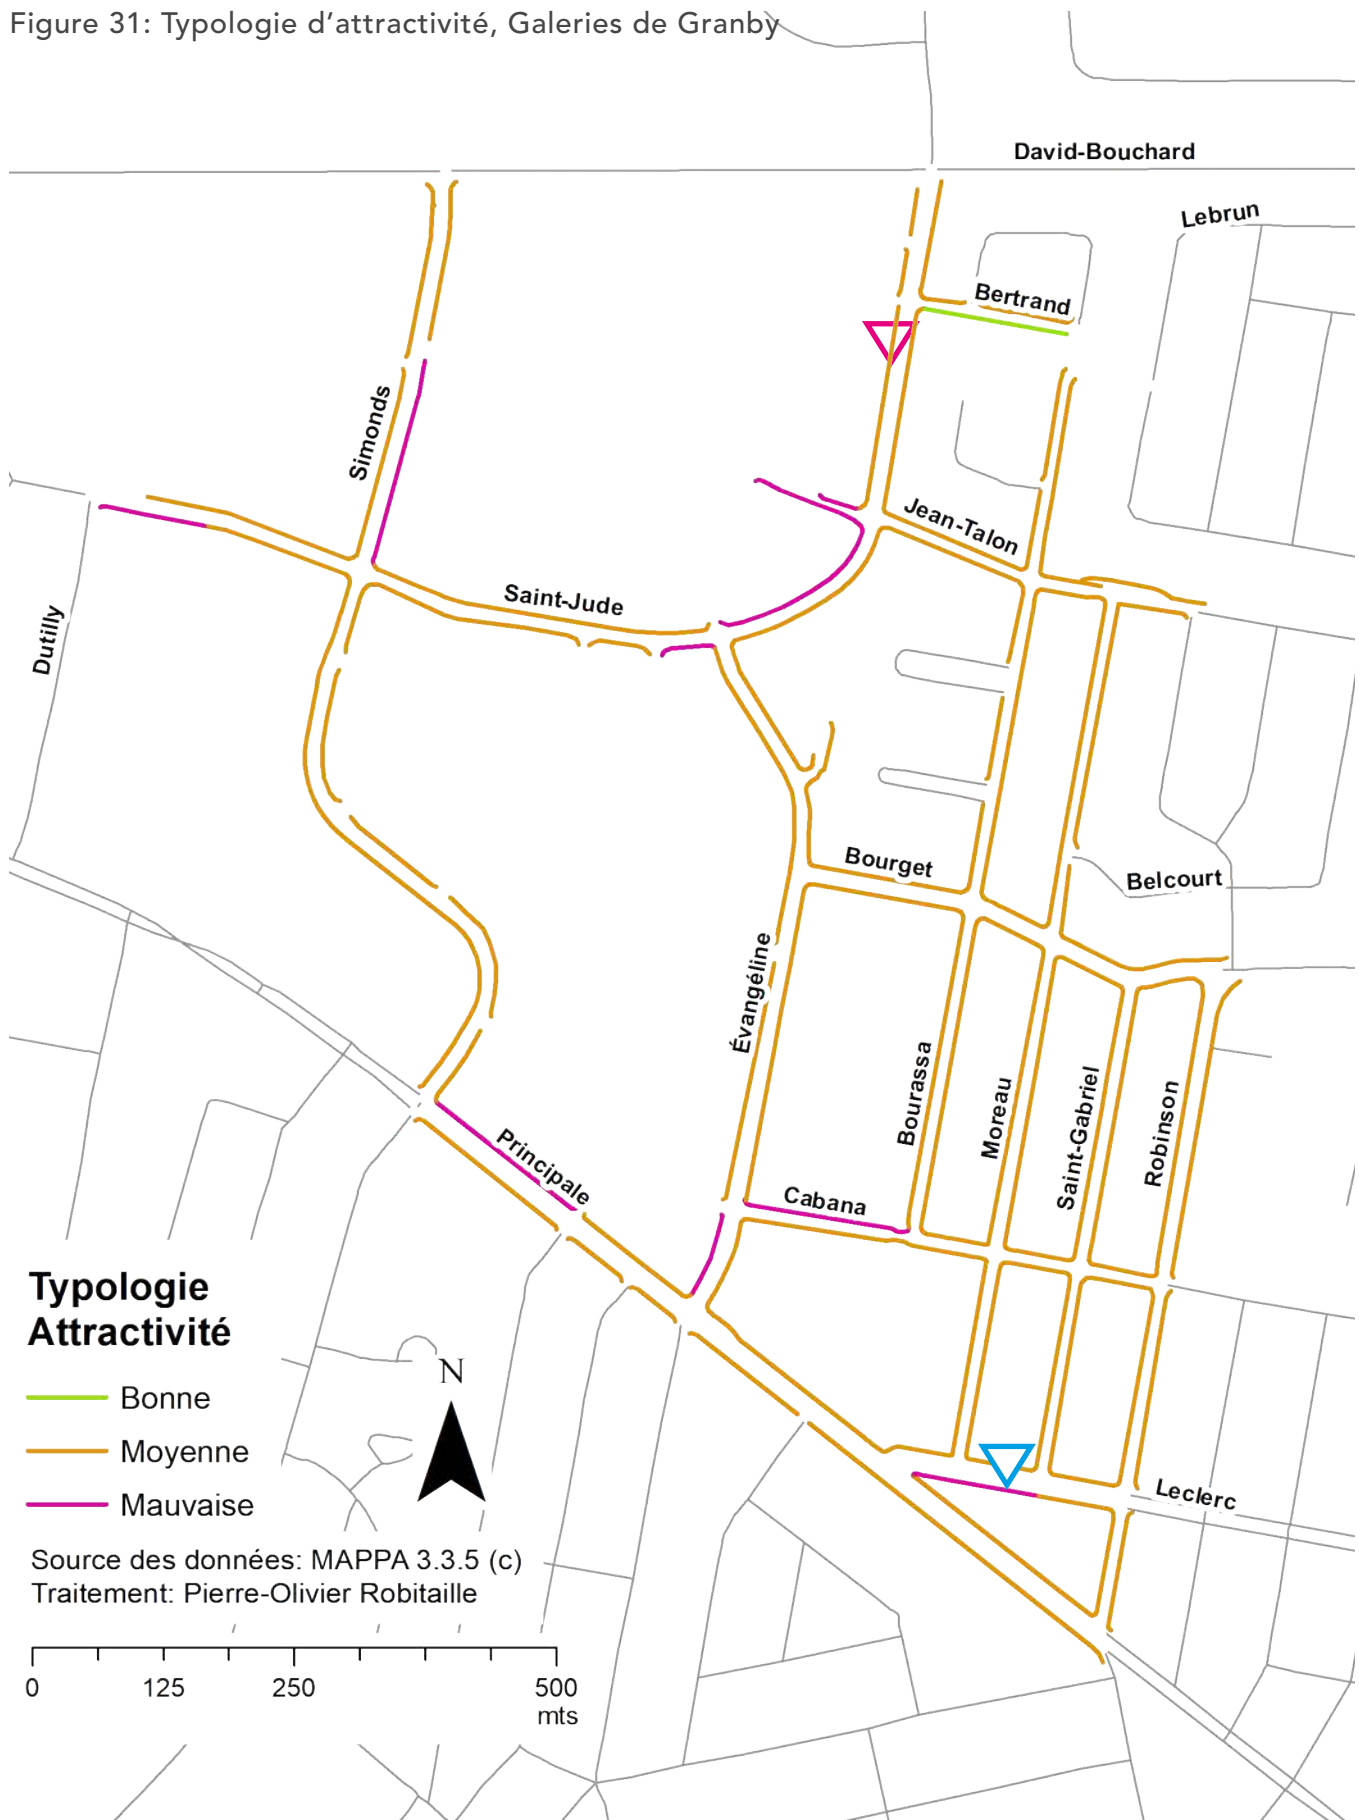 Figure 31: Typologie d'attractivité, Galeries de Granby
David-Bouchard
Lebrun
Bertrand
Simonds
Jean-Talon
Saint-Jude
Dutilly
Bourget
Belcourt
Évangéline
Bourassa
Moreau
Saint-Gabriel
Robinson
Principale
Cabana
Leclerc
Typologie
Attractivité
N
Bonne
Moyenne
Mauvaise
Source des données: MAPPA 3.3.5 (c)
Traitement: Pierre-Olivier Robitaille
0 125 250 500
mts